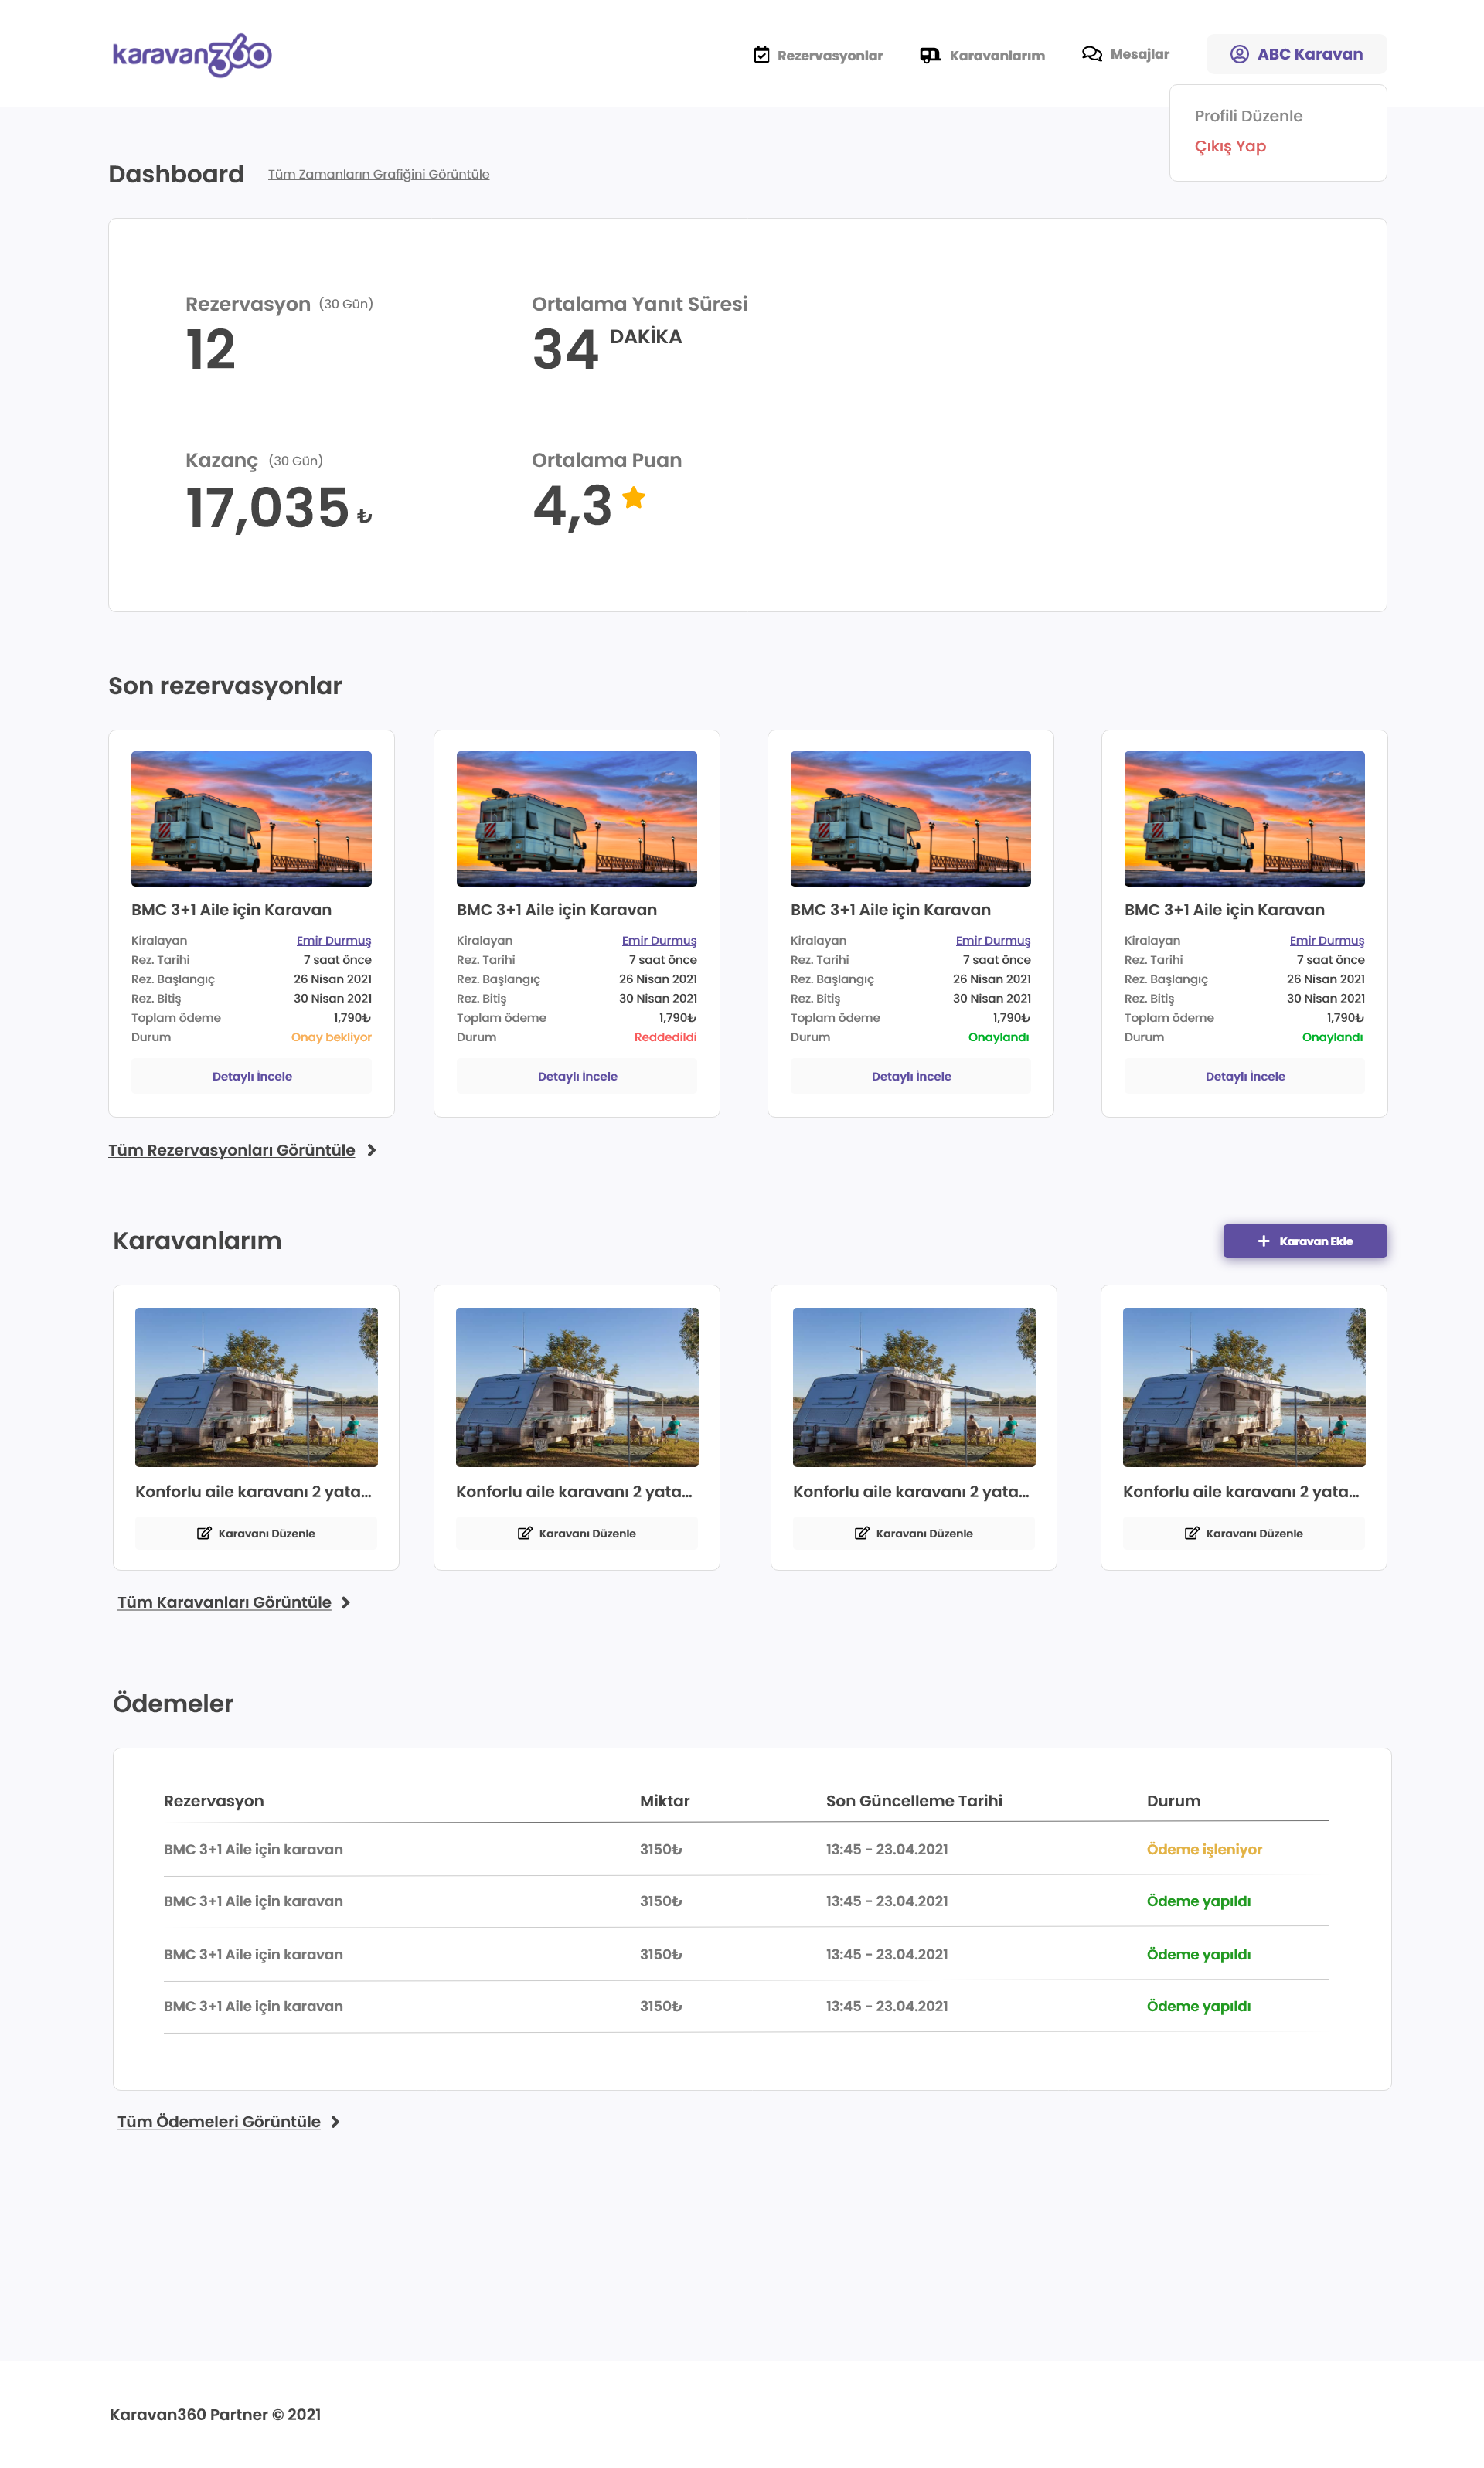 karavan360
Rezervasyonlar
Karavanlarım
Mesajlar
ABC Karavan
Profili Düzenle
Çıkış Yap
Dashboard Tüm Zamanların Grafiğini Görüntüle
Rezervasyon (30 Gün)
12
Ortalama Yanıt Süresi
34 DAKİKA
Kazanç (30 Gün)
17,035 ₺
Ortalama Puan
4,3
Son rezervasyonlar
BMC 3+1 Aile için Karavan
Kiralayan Emir Durmuş
Rez. Tarihi 7 saat önce
Rez. Başlangıç 26 Nisan 2021
Rez. Bitiş 30 Nisan 2021
Toplam ödeme 1,790₺
Durum Onay bekliyor
Detaylı İncele
BMC 3+1 Aile için Karavan
Kiralayan Emir Durmuş
Rez. Tarihi 7 saat önce
Rez. Başlangıç 26 Nisan 2021
Rez. Bitiş 30 Nisan 2021
Toplam ödeme 1,790₺
Durum Reddedildi
Detaylı İncele
BMC 3+1 Aile için Karavan
Kiralayan Emir Durmuş
Rez. Tarihi 7 saat önce
Rez. Başlangıç 26 Nisan 2021
Rez. Bitiş 30 Nisan 2021
Toplam ödeme 1,790₺
Durum Onaylandı
Detaylı İncele
BMC 3+1 Aile için Karavan
Kiralayan Emir Durmuş
Rez. Tarihi 7 saat önce
Rez. Başlangıç 26 Nisan 2021
Rez. Bitiş 30 Nisan 2021
Toplam ödeme 1,790₺
Durum Onaylandı
Detaylı İncele
Tüm Rezervasyonları Görüntüle
Karavanlarım
Karavan Ekle
Konforlu aile karavanı 2 yata...
Karavanı Düzenle
Konforlu aile karavanı 2 yata...
Karavanı Düzenle
Konforlu aile karavanı 2 yata...
Karavanı Düzenle
Konforlu aile karavanı 2 yata...
Karavanı Düzenle
Tüm Karavanları Görüntüle
Ödemeler
Rezervasyon Miktar Son Güncelleme Tarihi Durum
BMC 3+1 Aile için karavan 3150₺ 13:45 - 23.04.2021 Ödeme işleniyor
BMC 3+1 Aile için karavan 3150₺ 13:45 - 23.04.2021 Ödeme yapıldı
BMC 3+1 Aile için karavan 3150₺ 13:45 - 23.04.2021 Ödeme yapıldı
BMC 3+1 Aile için karavan 3150₺ 13:45 - 23.04.2021 Ödeme yapıldı
Tüm Ödemeleri Görüntüle
Karavan360 Partner © 2021